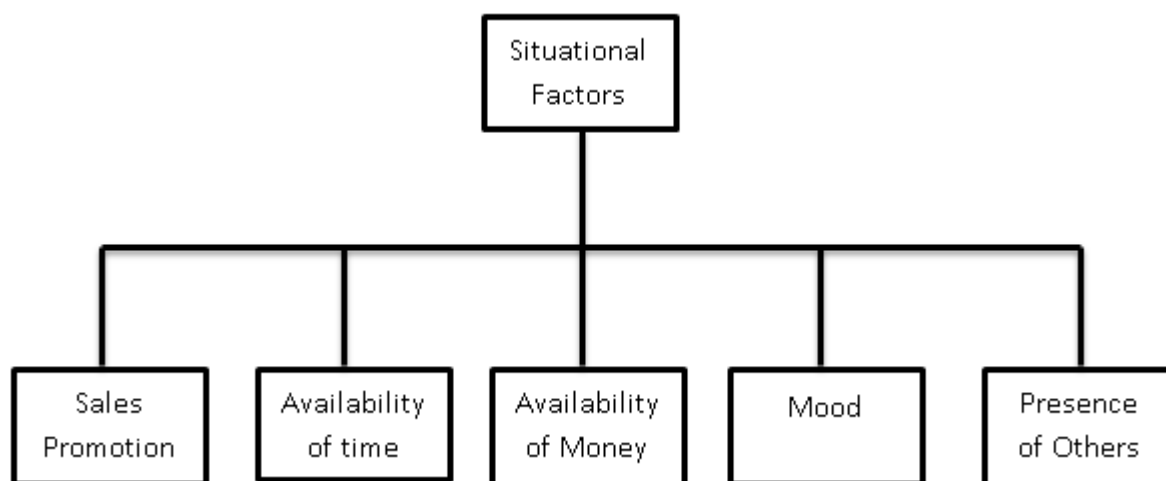 Situational
Factors
Sales
Promotion
Availability
of time
Availability
of Money
Mood
Presence
of Others